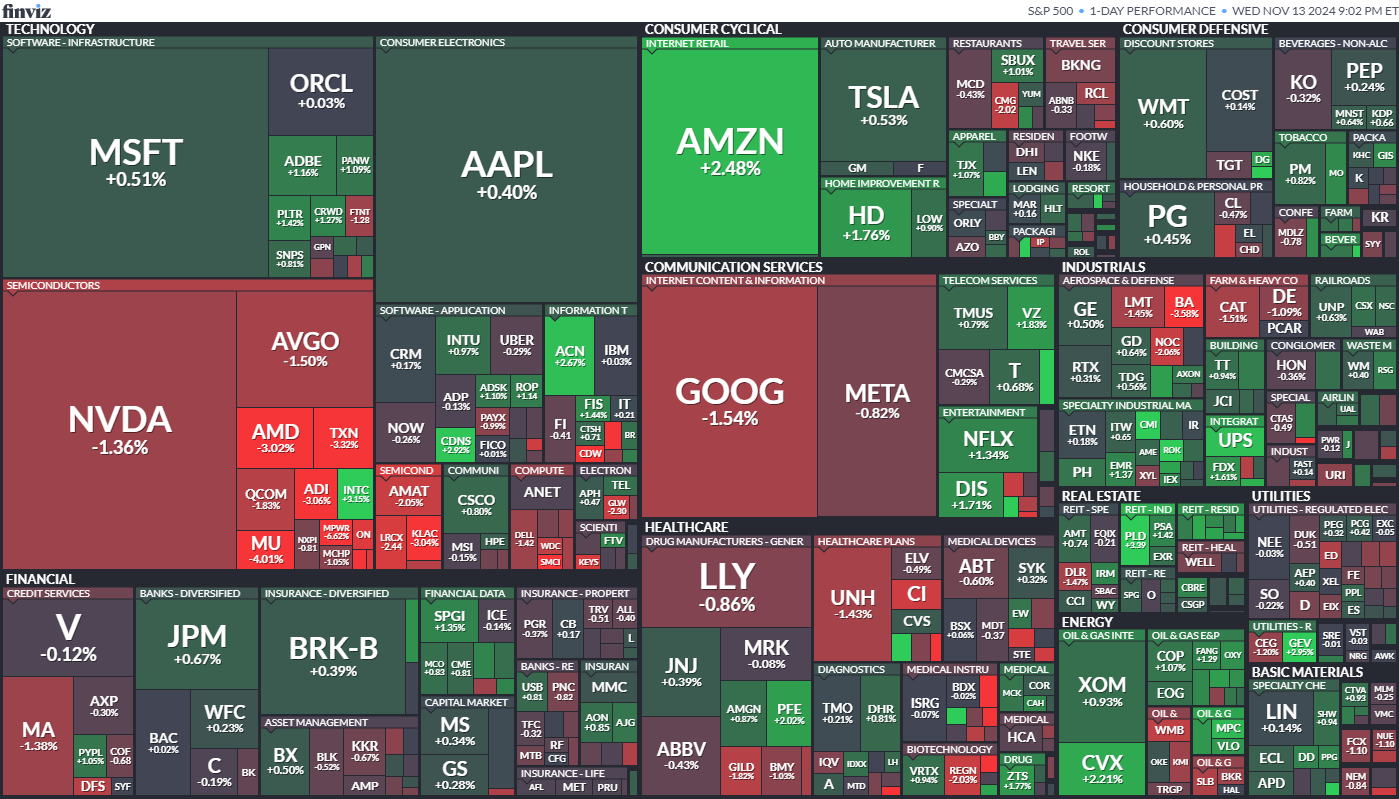 finviz
S&P 500 • 1-DAY PERFORMANCE • WED NOV 13 2024 9:02 PM ET
TECHNOLOGY
SOFTWARE - INFRASTRUCTURE
MSFT
+0.51%
ORCL
+0.03%
ADBE
+1.16%
PANW
+1.09%
PLTR
+1.42%
CRWD
+1.27%
FTNT
-1.28
SNPS
+0.81%
GPN
CONSUMER ELECTRONICS
AAPL
+0.40%
SEMICONDUCTORS
NVDA
-1.36%
AVGO
-1.50%
AMD
-3.02%
TXN
-3.32%
QCOM
-1.83%
ADI
-3.06%
INTC
+3.15%
MU
-4.01%
NXPI
-0.81
MPWR
-6.62%
ON
MCHP
-1.05%
SOFTWARE - APPLICATION
CRM
+0.17%
INTU
+0.97%
UBER
-0.29%
NOW
-0.26%
ADP
-0.13%
ADSK
+1.10%
ROP
+1.14
CDNS
+2.92%
PAYX
-0.99%
FICO
+0.01%
INFORMATION T
ACN
+2.67%
IBM
+0.03%
FI
-0.41
FIS
+1.44%
IT
+0.21
CTSH
+0.71
BR
CDW
SEMICOND
AMAT
-2.05%
LRCX
-2.44
KLAC
-3.04%
COMMUNI
CSCO
+0.80%
MSI
-0.15%
HPE
COMPUTE
ANET
DELL
-1.42
WDC
SMCI
ELECTRON
APH
+0.47
TEL
GLW
-2.30
SCIENTI
FTV
KEYS
CONSUMER CYCLICAL
INTERNET RETAIL
AMZN
+2.48%
AUTO MANUFACTURER
TSLA
+0.53%
GM
F
HOME IMPROVEMENT R
HD
+1.76%
LOW
+0.90%
RESTAURANTS
MCD
-0.43%
SBUX
+1.01%
CMG
-2.02
YUM
TRAVEL SER
BKNG
ABNB
-0.33
RCL
APPAREL
TJX
+1.07%
RESIDEN
DHI
LEN
FOOTW
NKE
-0.18%
SPECIALT
ORLY
AZO
BBY
LODGING
MAR
+0.16
HLT
RESORT
PACKAGI
IP
ROL
CONSUMER DEFENSIVE
DISCOUNT STORES
WMT
+0.60%
COST
+0.14%
TGT
DG
BEVERAGES - NON-ALC
KO
-0.32%
PEP
+0.24%
MNST
+0.64%
KDP
+0.66
TOBACCO
PM
+0.82%
MO
PACKA
KHC
GIS
K
HOUSEHOLD & PERSONAL PR
PG
+0.45%
CL
-0.47%
EL
CHD
CONFE
MDLZ
-0.78
FARM
BEVER
KR
SYY
COMMUNICATION SERVICES
INTERNET CONTENT & INFORMATION
GOOG
-1.54%
META
-0.82%
TELECOM SERVICES
TMUS
+0.79%
VZ
+1.83%
CMCSA
-0.29%
T
+0.68%
ENTERTAINMENT
NFLX
+1.34%
DIS
+1.71%
INDUSTRIALS
AEROSPACE & DEFENSE
GE
+0.50%
LMT
-1.45%
BA
-3.58%
RTX
+0.31%
GD
+0.64%
NOC
-2.06%
TDG
+0.56%
AXON
FARM & HEAVY CO
CAT
-1.51%
DE
-1.09%
PCAR
RAILROADS
UNP
+0.63%
CSX
NSC
WAB
BUILDING
TT
+0.94%
JCI
CONGLOMER
HON
-0.36%
WASTE M
WM
+0.40
RSG
SPECIALTY INDUSTRIAL MA
ETN
+0.18%
ITW
+0.65
CMI
IR
PH
AME
ROK
EMR
+1.37
XYL
IEX
INTEGRAT
UPS
FDX
+1.61%
SPECIAL
CTAS
-0.49
AIRLIN
UAL
PWR
-0.12
J
INDUST
FAST
+0.14
URI
HEALTHCARE
DRUG MANUFACTURERS - GENER
LLY
-0.86%
JNJ
+0.39%
MRK
-0.08%
ABBV
-0.43%
AMGN
+0.87%
PFE
+2.02%
GILD
-1.82%
BMY
-1.03%
HEALTHCARE PLANS
UNH
-1.43%
ELV
-0.49%
CI
CVS
MEDICAL DEVICES
ABT
-0.60%
SYK
+0.32%
BSX
+0.06%
MDT
-0.37
EW
STE
DIAGNOSTICS
TMO
+0.21%
DHR
+0.81%
IQV
IDXX
LH
A
MTD
MEDICAL INSTRU
ISRG
-0.07%
BDX
-0.02%
MEDICAL
MCK
COR
CAH
MEDICAL
HCA
BIOTECHNOLOGY
VRTX
+0.94%
REGN
-2.03%
DRUG
ZTS
+1.77%
REAL ESTATE
REIT - SPE
AMT
+0.74
EQIX
-0.21
DLR
-1.47%
IRM
CCI
SBAC
WY
REIT - IND
PLD
+3.39
PSA
+1.42
EXR
REIT - RESID
REIT - HEAL
WELL
REIT - RE
SPG
O
CBRE
CSGP
UTILITIES
UTILITIES - REGULATED ELEC
NEE
-0.03%
DUK
-0.51
PEG
+0.32
PCG
+0.42
EXC
-0.05
ED
SO
-0.22%
AEP
+0.40
XEL
FE
PPL
D
EIX
ES
UTILITIES - R
CEG
-1.20%
GEV
+2.95%
SRE
-0.01
VST
-0.03
NRG
AWK
ENERGY
OIL & GAS INTE
XOM
+0.93%
CVX
+2.21%
OIL & GAS E&P
COP
+1.07%
FANG
+1.29
OXY
EOG
OIL &
WMB
OKE
KMI
TRGP
OIL & G
MPC
VLO
OIL & G
SLB
BKR
HAL
BASIC MATERIALS
SPECIALTY CHE
LIN
+0.14%
SHW
+0.94
ECL
DD
PPG
APD
CTVA
+0.93
MLM
-0.25
VMC
FCX
-1.10
NUE
-1.10
NEM
-0.84
FINANCIAL
CREDIT SERVICES
V
-0.12%
MA
-1.38%
AXP
-0.30%
PYPL
+1.05%
COF
-0.68
DFS
SYF
BANKS - DIVERSIFIED
JPM
+0.67%
BAC
+0.02%
WFC
+0.23%
C
-0.19%
BK
INSURANCE - DIVERSIFIED
BRK-B
+0.39%
ASSET MANAGEMENT
BX
+0.50%
BLK
-0.52%
KKR
-0.67%
AMP
FINANCIAL DATA
SPGI
+1.35%
ICE
-0.14%
MCO
+0.83
CME
+0.81
CAPITAL MARKET
MS
+0.34%
GS
+0.28%
INSURANCE - PROPERT
PGR
-0.37%
CB
+0.17
TRV
-0.51
ALL
-0.40
L
BANKS - RE
USB
+0.81
PNC
-0.82
TFC
-0.32
MTB
RF
CFG
INSURAN
MMC
AON
+0.85
AJG
INSURANCE - LIFE
AFL
MET
PRU